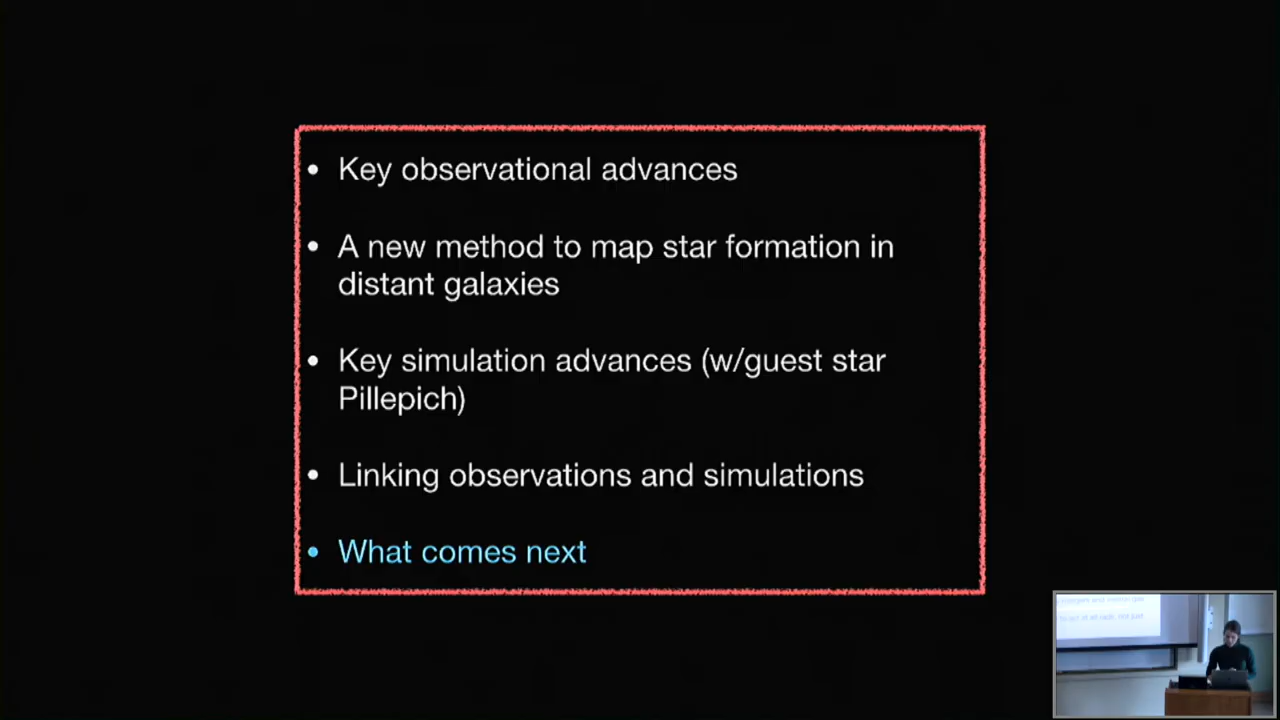 • Key observational advances
• A new method to map star formation in
distant galaxies
• Key simulation advances (w/guest star
Pillepich)
• Linking observations and simulations
• What comes next